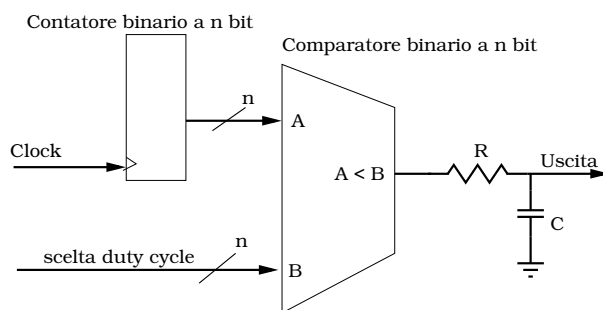 Contatore binario a n bit
Comparatore binario a n bit
n
A
Clock
R
Uscita
A < B
C
n
scelta duty cycle
B